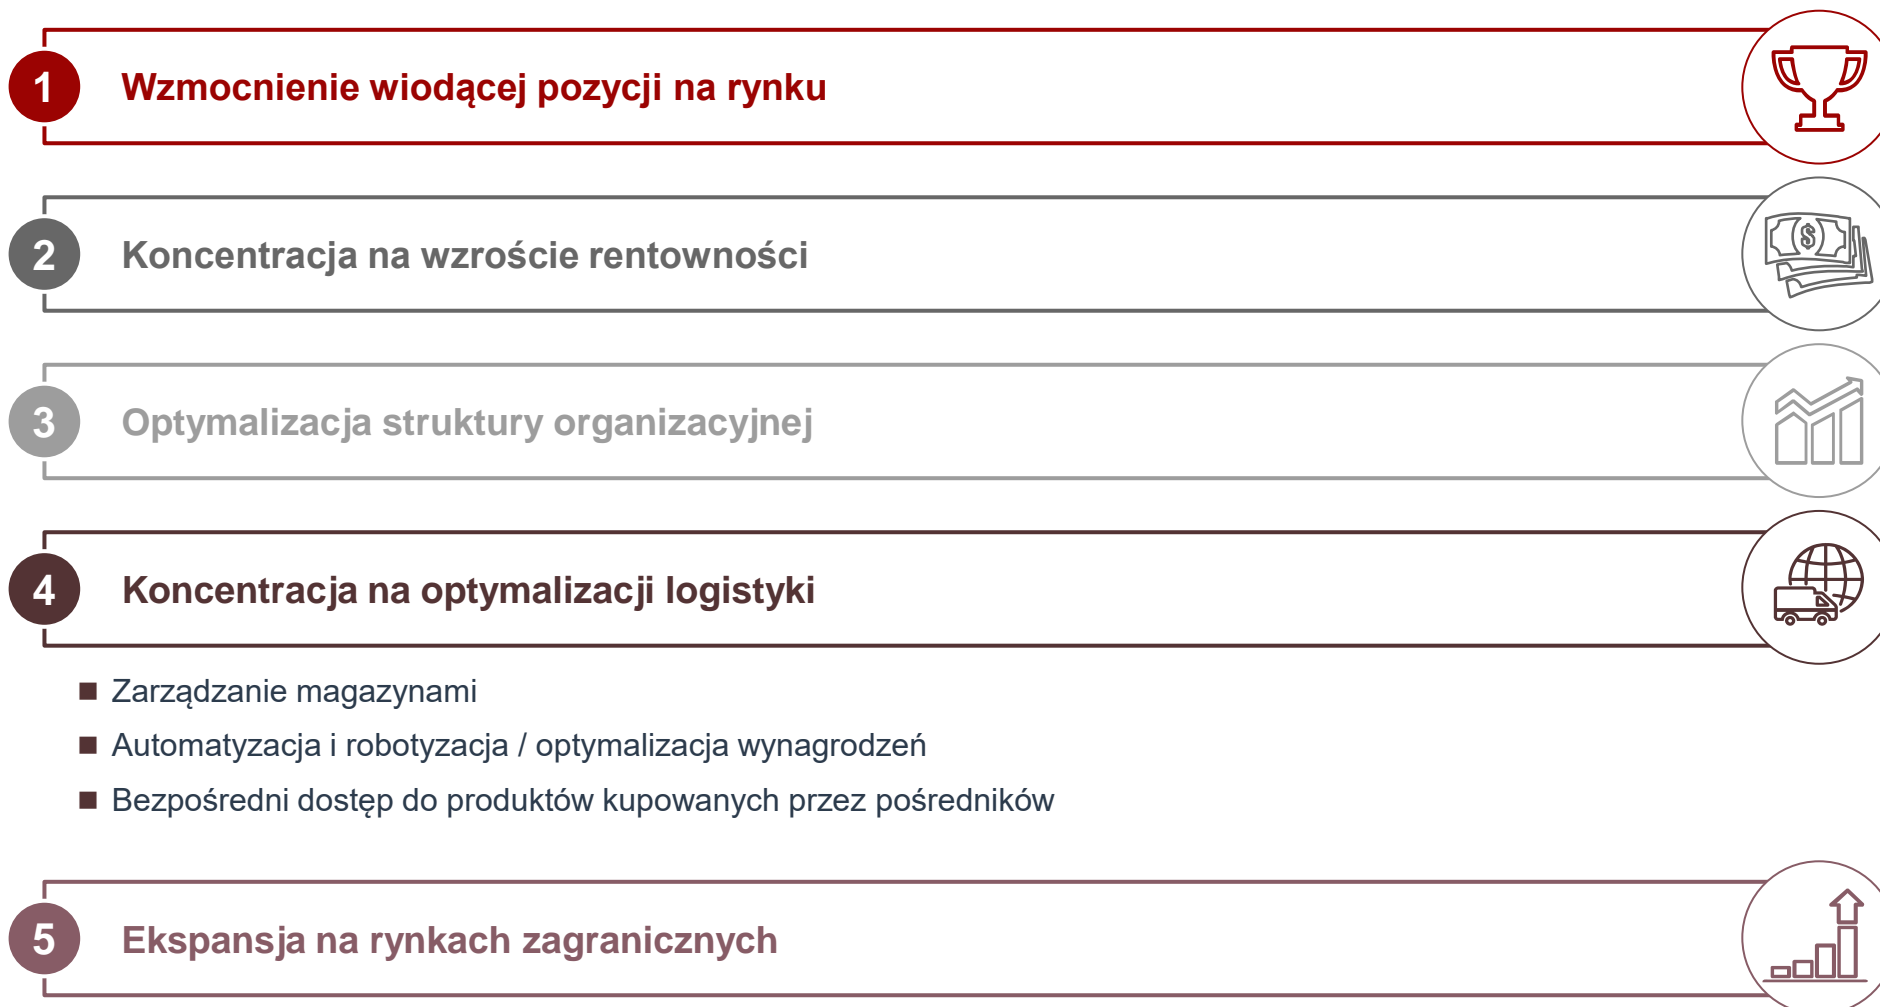 1 Wzmocnienie wiodącej pozycji na rynku
2 Koncentracja na wzroście rentowności
$
3 Optymalizacja struktury organizacyjnej
4 Koncentracja na optymalizacji logistyki
Zarządzanie magazynami
Automatyzacja i robotyzacja / optymalizacja wynagrodzeń
Bezpośredni dostęp do produktów kupowanych przez pośredników
5 Ekspansja na rynkach zagranicznych